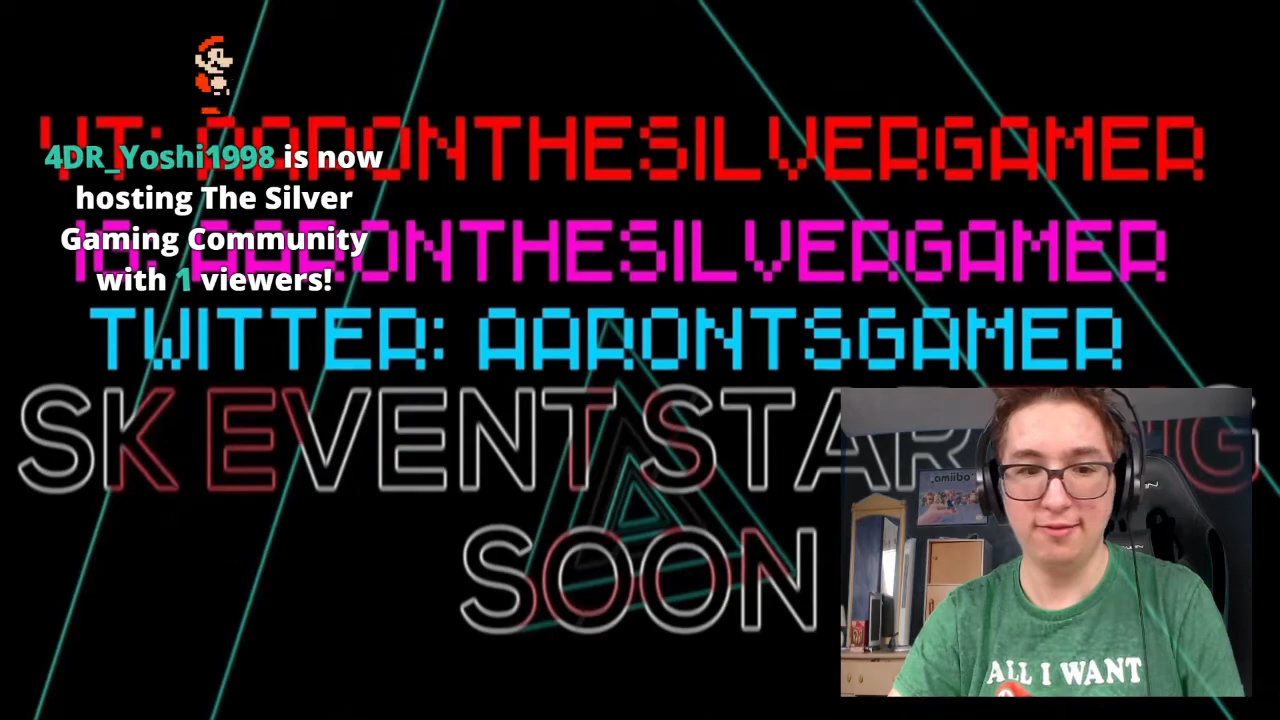 YT: AARONTHESILVERGAMER
4DR_Yoshi1998 is now
hosting The Silver
Gaming Community
with 1 viewers!
IG: AARONTHESILVERGAMER
TWITTER: AARONTSGAMER
SK EVENT STARTING
SOON
amiibo
ALL I WANT